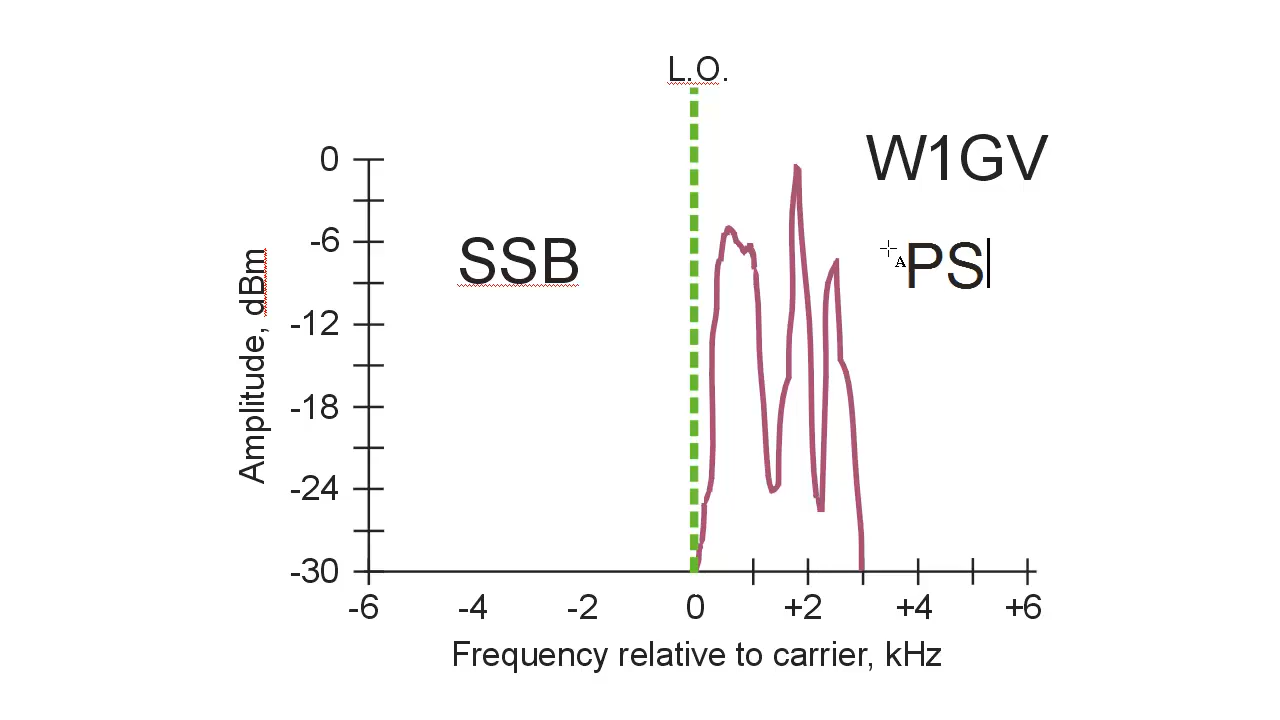 L.O.
W1GV
0
-6
SSB
PS
Amplitude, dBm
-12
-18
-24
-30
-6 -4 -2 0 +2 +4 +6
Frequency relative to carrier, kHz